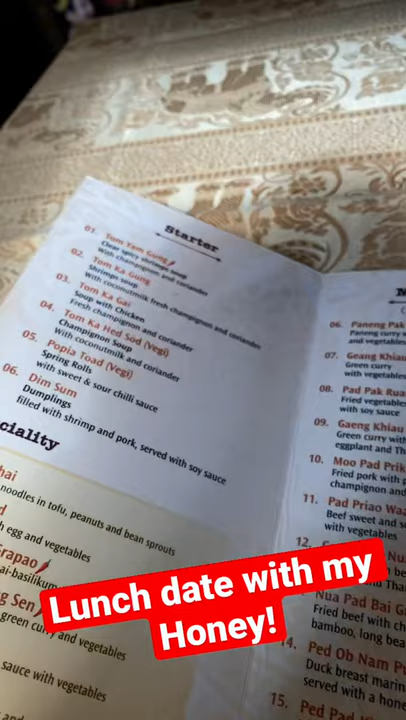 Starter
01. Tom Yam Gung
Clear spicy shrimps soup
With champignon and coriander
02. Tom Ka Gung
Shrimps soup
With coconutmilk fresh champignon and coriander
03. Tom Ka Gai
Soup with Chicken
Fresh champignon and coriander
04. Tom Ka Hed Sod (Vegi)
Champignon Soup
With coconutmilk and coriander
05. Popia Toad (Vegi)
Spring Rolls
with sweet & sour chilli sauce
06. Dim Sum
Dumplings
filled with shrimp and pork, served with soy sauce
ciality
hai
noodles in tofu, peanuts and bean sprouts
d
h egg and vegetables
Grapao
ai-basilikum
g Sen
green curry and vegetables
sauce with vegetables
and
M
06. Paneng Pak
Paneng curry
and vegetables
07. Geang Khiau
Green curry
with vegetables
08. Pad Pak Rua
Fried vegetables
with soy sauce
09. Gaeng Khiau
Green curry with
eggplant and Th
10. Moo Pad Prik
Fried pork with
champignon and
11. Pad Priao Waa
Beef sweet and s
with vegetables
12.
Nua Pad Bai G
Fried beef with ch
bamboo, long bea
14. Ped Ob Nam P
Duck breast marin
served with a hone
15. Ped Pad
Lunch date with my
Honey!